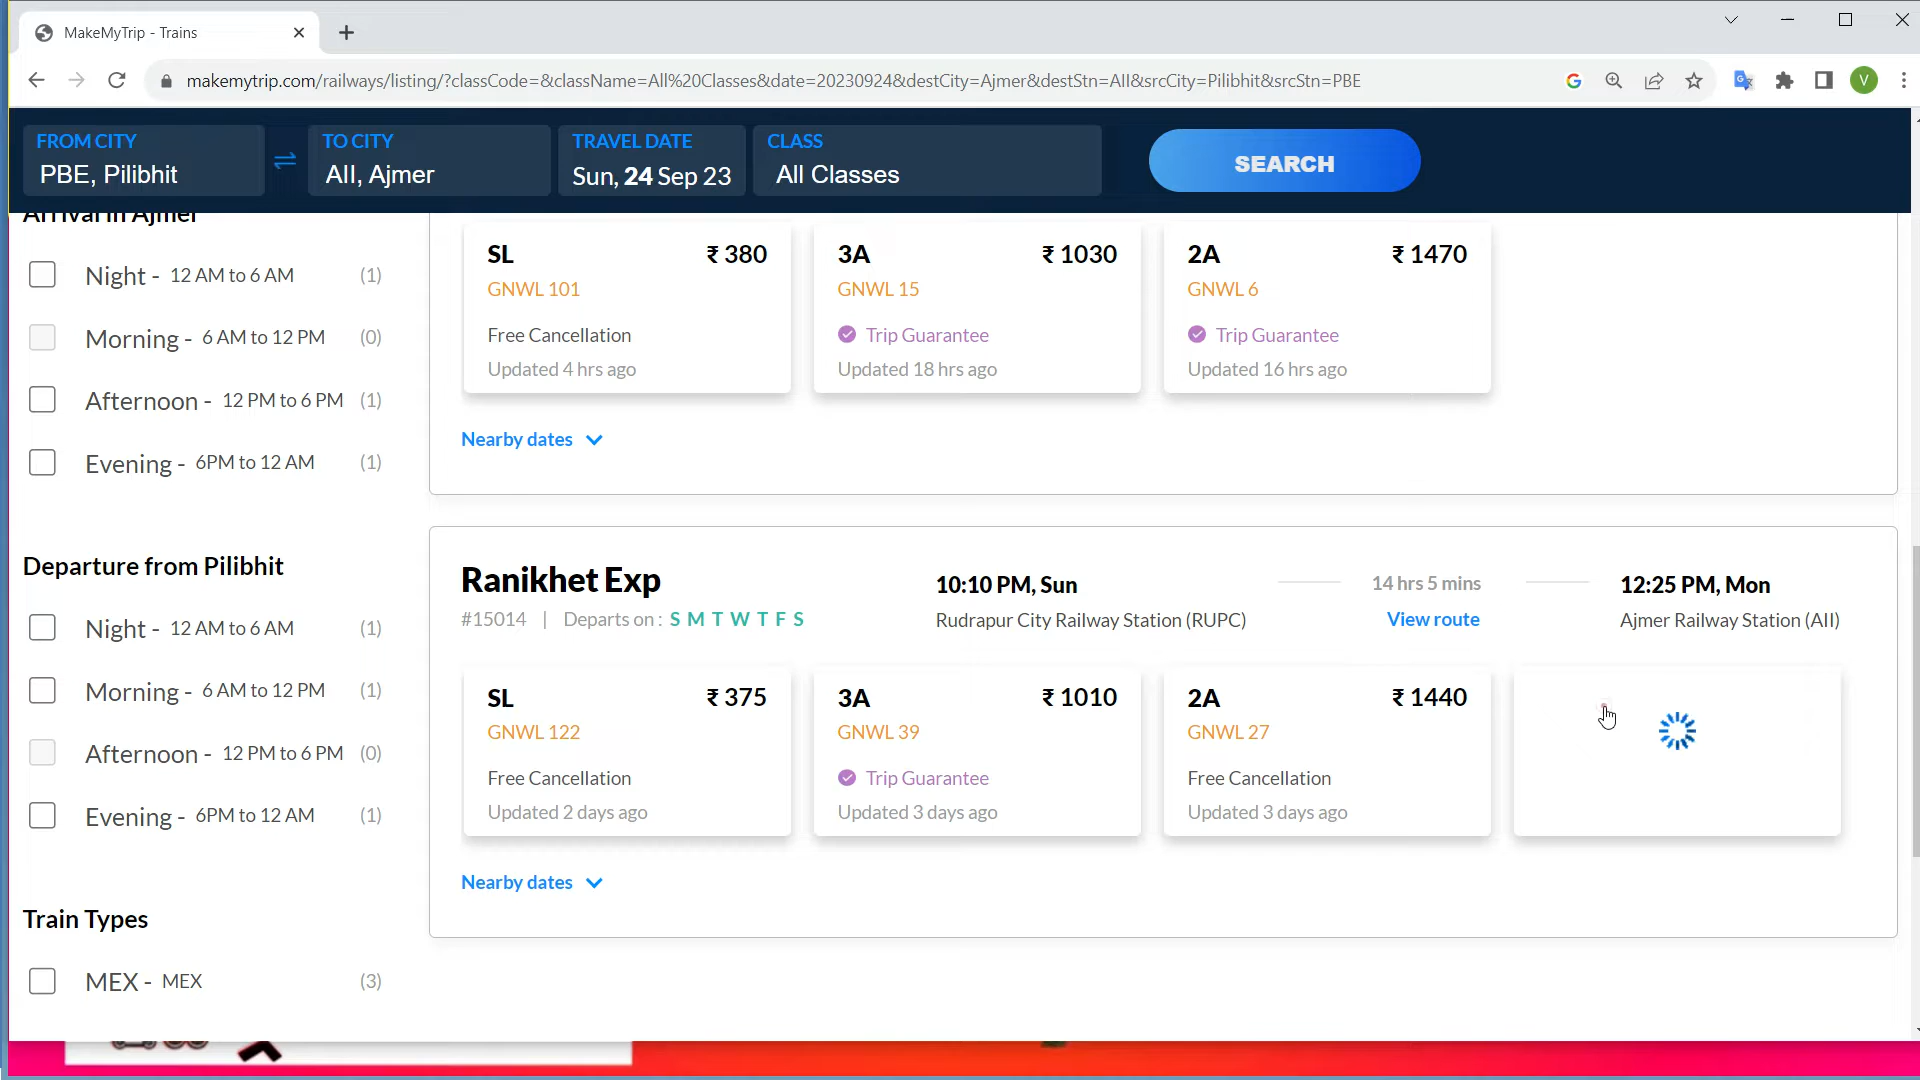 MakeMyTrip - Trains
makemytrip.com/railways/listing/?classCode=&className=All%20Classes&date=20230924&destCity=Ajmer&destStn=AII&srcCity=Pilibhit&srcStn=PBE
V
FROM CITY
PBE, Pilibhit
TO CITY
AII, Ajmer
TRAVEL DATE
Sun, 24 Sep 23
CLASS
All Classes
SEARCH
Arrival in Ajmer
Night - 12 AM to 6 AM (1)
Morning - 6 AM to 12 PM (0)
Afternoon - 12 PM to 6 PM (1)
Evening - 6PM to 12 AM (1)
Departure from Pilibhit
Night - 12 AM to 6 AM (1)
Morning - 6 AM to 12 PM (1)
Afternoon - 12 PM to 6 PM (0)
Evening - 6PM to 12 AM (1)
Train Types
MEX - MEX (3)
SL ₹ 380
GNWL 101
Free Cancellation
Updated 4 hrs ago
3A ₹ 1030
GNWL 15
Trip Guarantee
Updated 18 hrs ago
2A ₹ 1470
GNWL 6
Trip Guarantee
Updated 16 hrs ago
Nearby dates
Ranikhet Exp
#15014 | Departs on : S M T W T F S
10:10 PM, Sun
Rudrapur City Railway Station (RUPC)
14 hrs 5 mins
View route
12:25 PM, Mon
Ajmer Railway Station (AII)
SL ₹ 375
GNWL 122
Free Cancellation
Updated 2 days ago
3A ₹ 1010
GNWL 39
Trip Guarantee
Updated 3 days ago
2A ₹ 1440
GNWL 27
Free Cancellation
Updated 3 days ago
Nearby dates